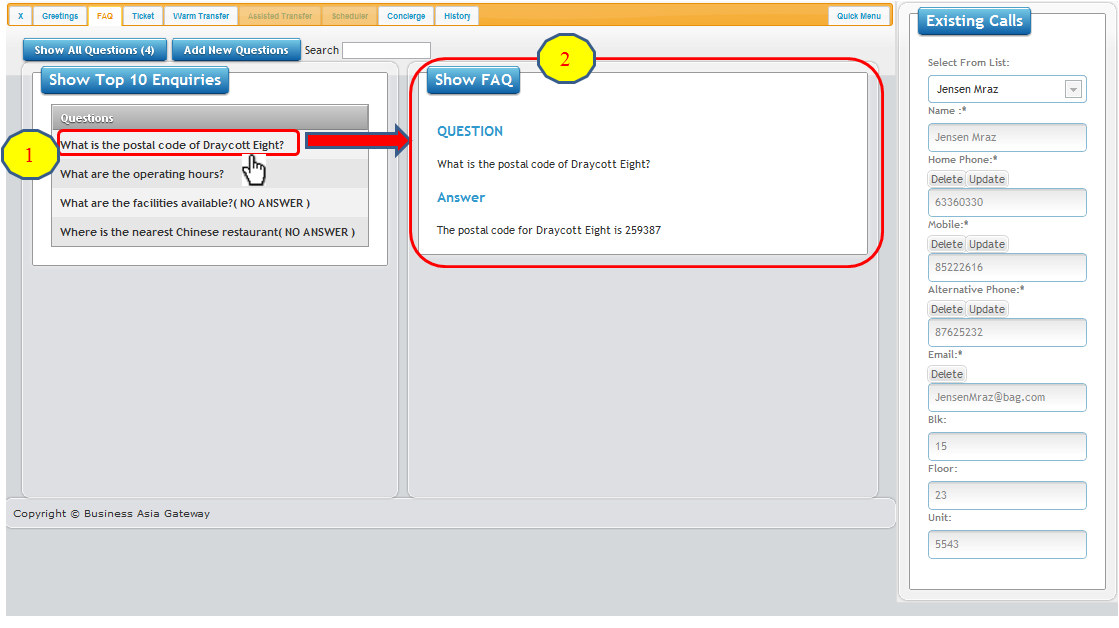 X Greetings FAQ Ticket Warm Transfer Assisted Transfer Scheduler Concierge History Quick Menu
Show All Questions (4) Add New Questions Search
Show Top 10 Enquiries
Questions
What is the postal code of Draycott Eight?
What are the operating hours?
What are the facilities available?( NO ANSWER )
Where is the nearest Chinese restaurant( NO ANSWER )
1
2
Show FAQ
QUESTION
What is the postal code of Draycott Eight?
Answer
The postal code for Draycott Eight is 259387
Copyright © Business Asia Gateway
Existing Calls
Select From List:
Jensen Mraz
Name :*
Jensen Mraz
Home Phone:*
Delete Update
63360330
Mobile:*
Delete Update
85222616
Alternative Phone:*
Delete Update
87625232
Email:*
Delete
JensenMraz@bag.com
Blk:
15
Floor:
23
Unit:
5543